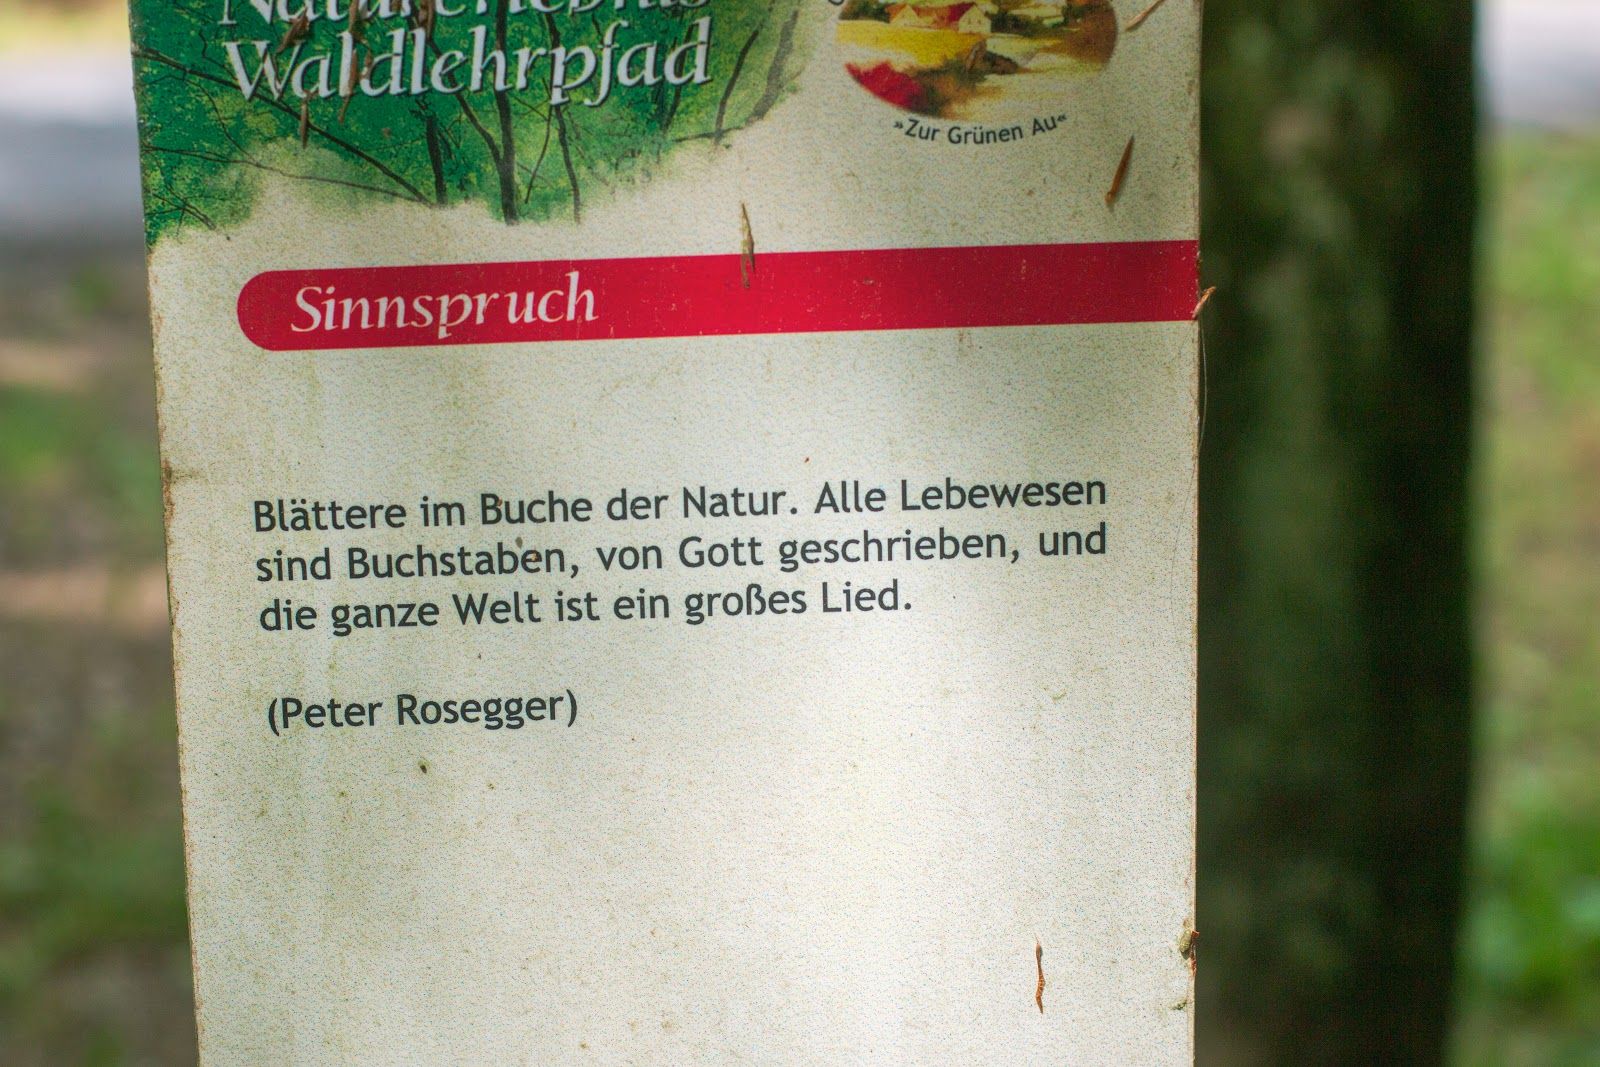 Naturerlebnis
Waldlehrpfad
»Zur Grünen Au«
Sinnspruch
Blättere im Buche der Natur. Alle Lebewesen
sind Buchstaben, von Gott geschrieben, und
die ganze Welt ist ein großes Lied.
(Peter Rosegger)